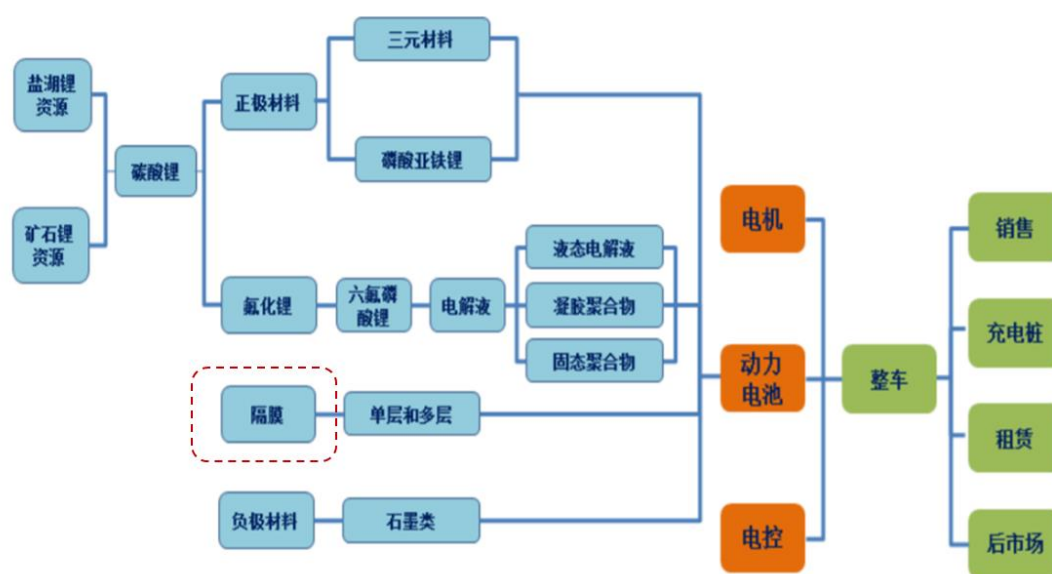 盐湖锂
资源
矿石锂
资源
碳酸锂
正极材料
三元材料
磷酸亚铁锂
氟化锂
六氟磷
酸锂
电解液
液态电解液
凝胶聚合物
固态聚合物
隔膜
单层和多层
负极材料
石墨类
电机
动力
电池
电控
整车
销售
充电桩
租赁
后市场